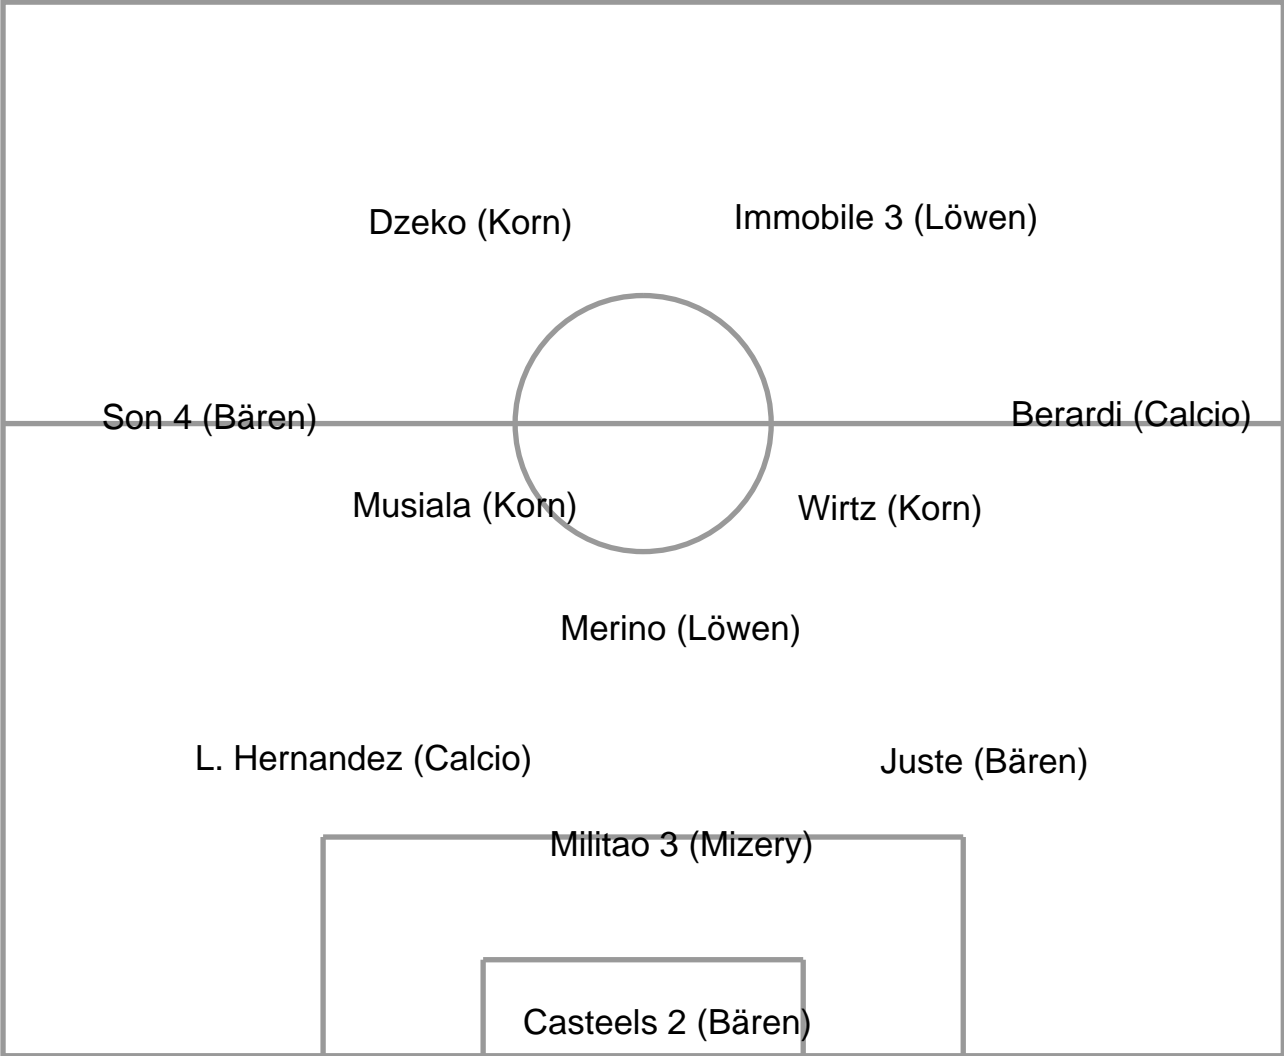 Dzeko (Korn)
Immobile 3 (Löwen)
Son 4 (Bären)
Berardi (Calcio)
Musiala (Korn)
Wirtz (Korn)
Merino (Löwen)
L. Hernandez (Calcio)
Juste (Bären)
Militao 3 (Mizery)
Casteels 2 (Bären)